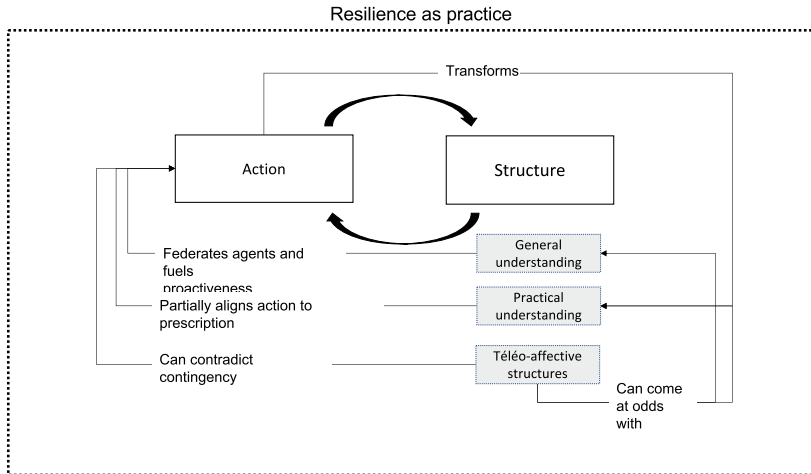 Resilience as practice
Transforms
Action
Structure
Federates agents and
fuels
proactiveness
General
understanding
Partially aligns action to
prescription
Practical
understanding
Can contradict
contingency
Téléo-affective
structures
Can come
at odds
with